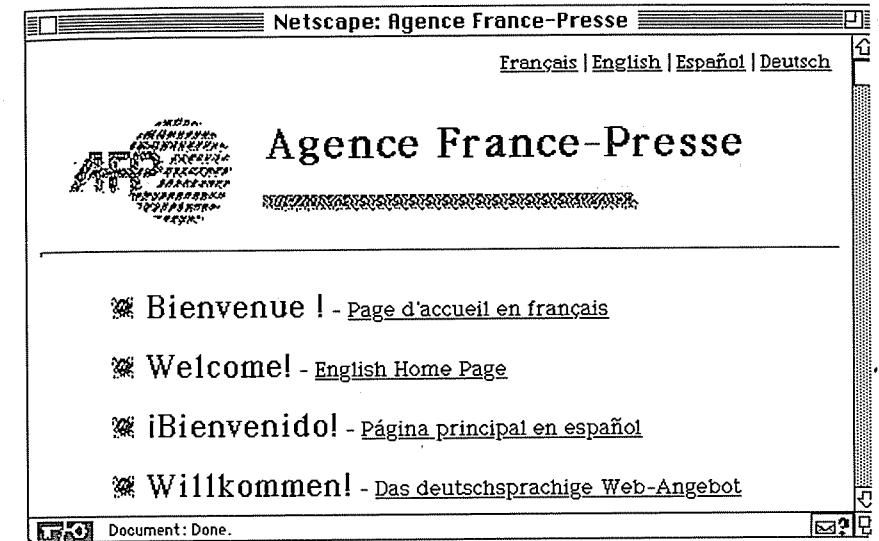 Netscape: Agence France-Presse
Français | English | Español | Deutsch
AFP
Agence France-Presse
Bienvenue ! - Page d'accueil en français
Welcome! - English Home Page
¡Bienvenido! - Página principal en español
Willkommen! - Das deutschsprachige Web-Angebot
Document: Done.